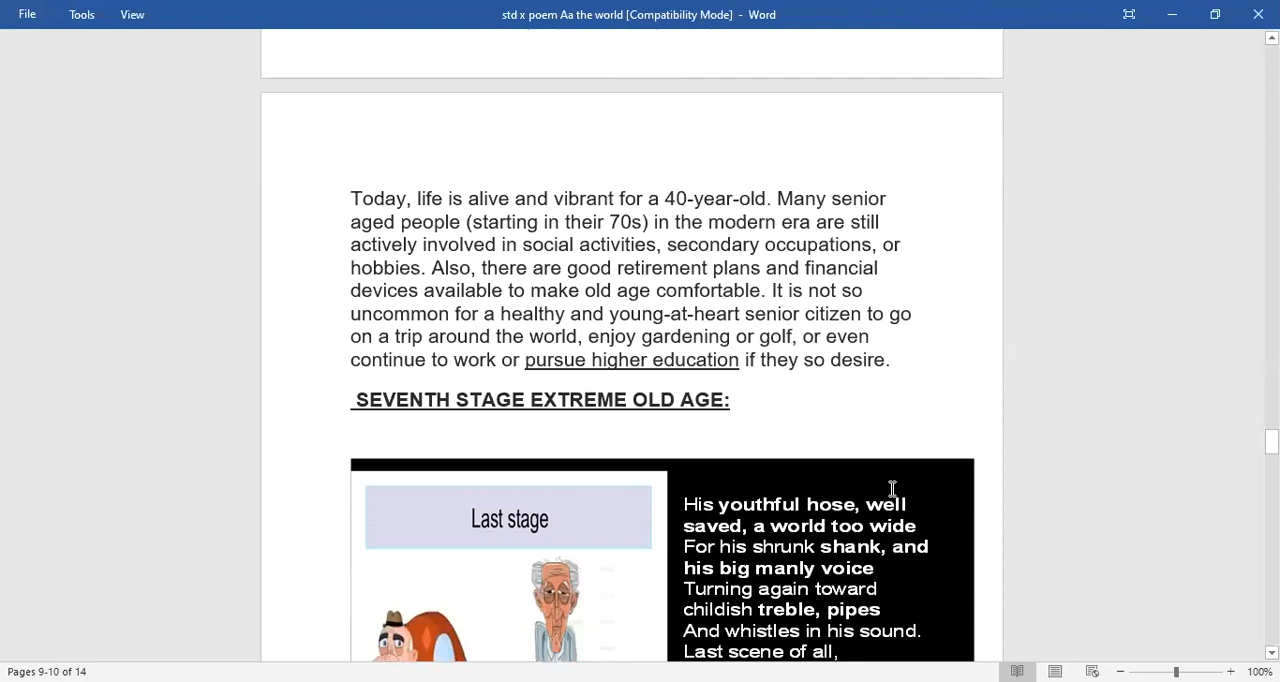 File Tools View std x poem Aa the world [Compatibility Mode] - Word
Today, life is alive and vibrant for a 40-year-old. Many senior
aged people (starting in their 70s) in the modern era are still
actively involved in social activities, secondary occupations, or
hobbies. Also, there are good retirement plans and financial
devices available to make old age comfortable. It is not so
uncommon for a healthy and young-at-heart senior citizen to go
on a trip around the world, enjoy gardening or golf, or even
continue to work or pursue higher education if they so desire.
SEVENTH STAGE EXTREME OLD AGE:
Last stage
His youthful hose, well
saved, a world too wide
For his shrunk shank, and
his big manly voice
Turning again toward
childish treble, pipes
And whistles in his sound.
Last scene of all,
Pages 9-10 of 14
100%